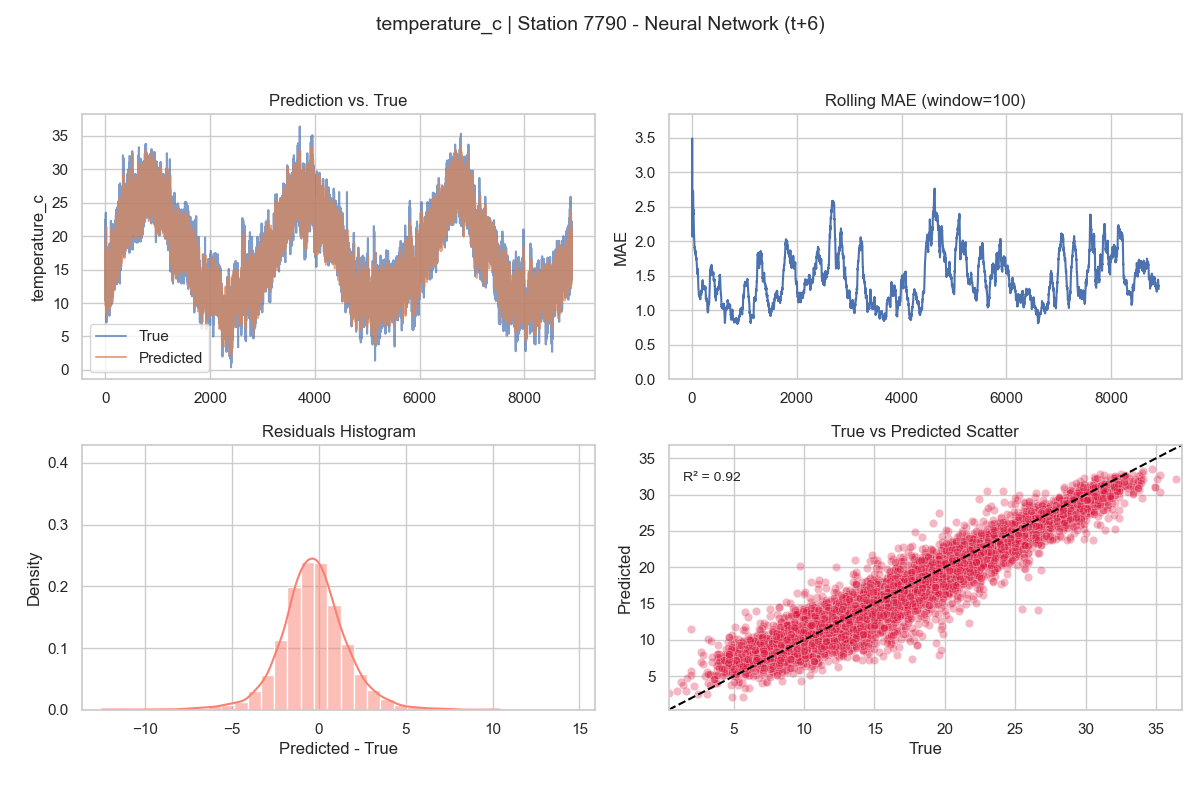 temperature_c | Station 7790 - Neural Network (t+6)
Prediction vs. True
temperature_c
35
30
25
20
15
10
5
0
True
Predicted
0 2000 4000 6000 8000
Rolling MAE (window=100)
MAE
3.5
3.0
2.5
2.0
1.5
1.0
0.5
0.0
0 2000 4000 6000 8000
Residuals Histogram
Density
0.4
0.3
0.2
0.1
0.0
−10 −5 0 5 10 15
Predicted - True
True vs Predicted Scatter
R² = 0.92
Predicted
35
30
25
20
15
10
5
5 10 15 20 25 30 35
True